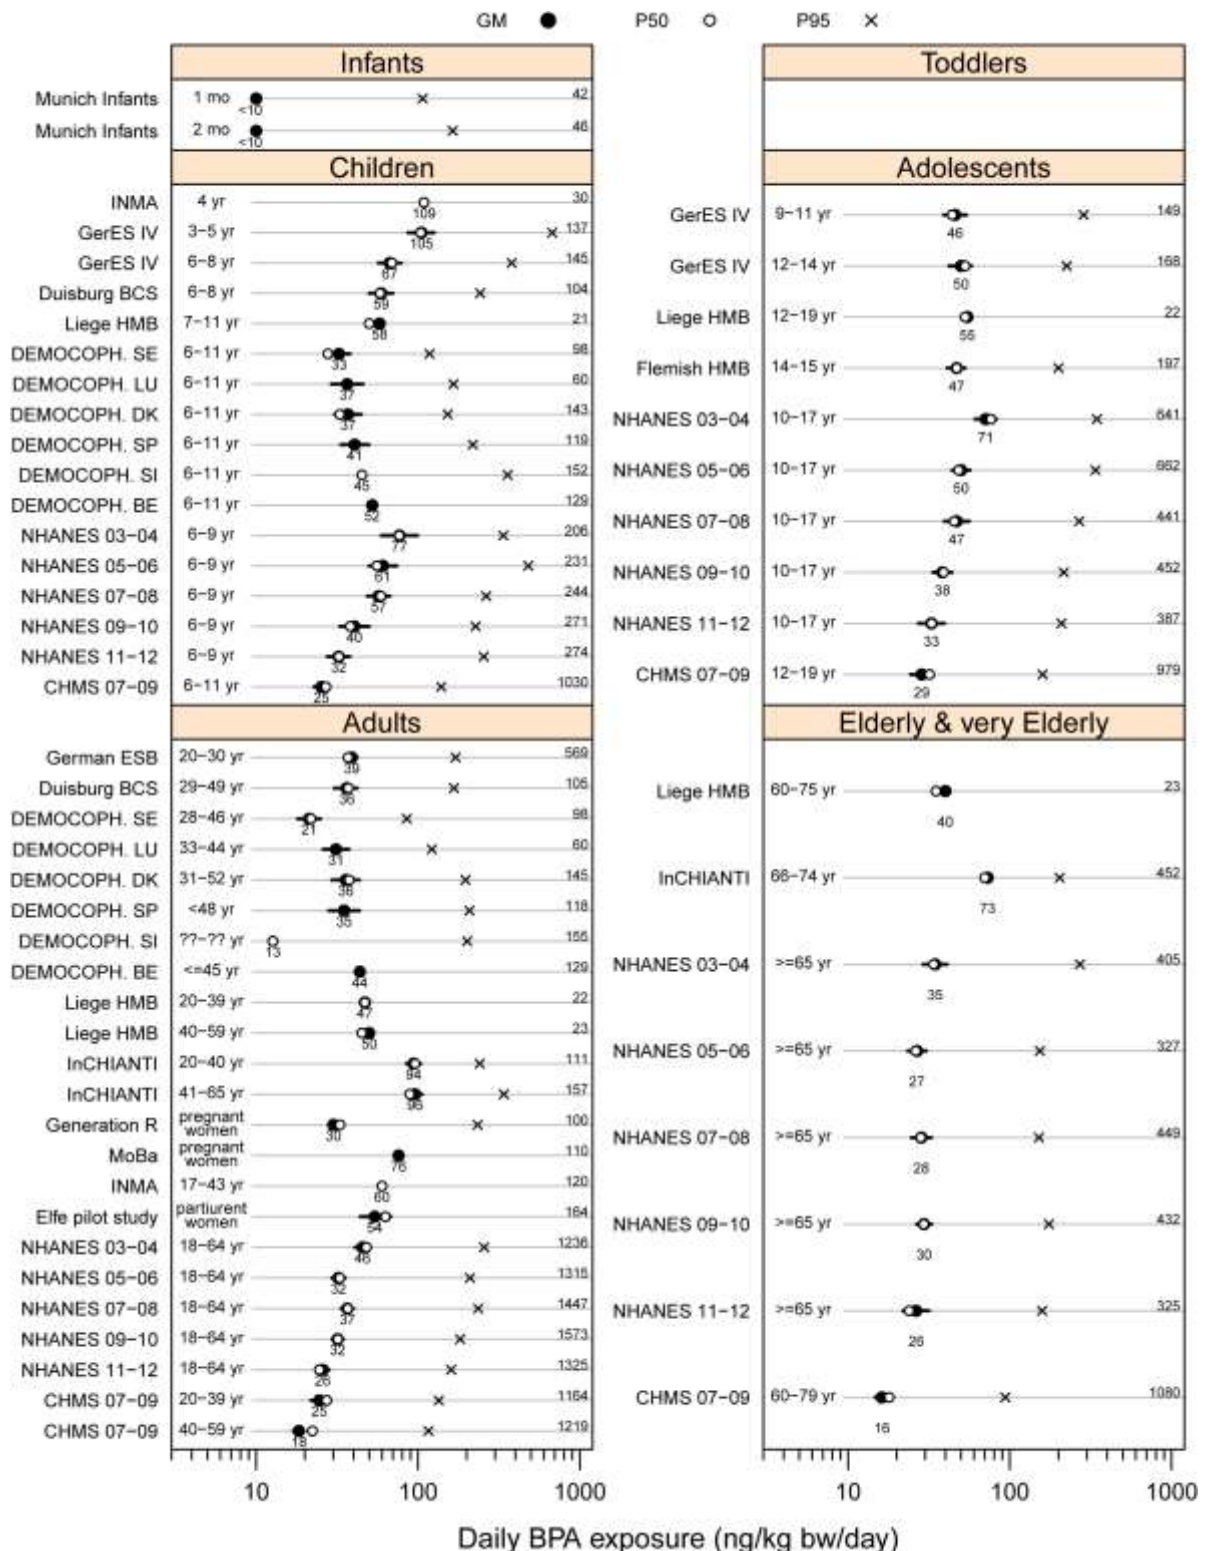 GM P50 P95
Infants
Munich Infants 1 mo <10 42
Munich Infants 2 mo <10 46
Children
INMA 4 yr 109 30
GerES IV 3-5 yr 105 137
GerES IV 6-8 yr 67 145
Duisburg BCS 6-8 yr 59 104
Liege HMB 7-11 yr 58 21
DEMOCOPH. SE 6-11 yr 33 98
DEMOCOPH. LU 6-11 yr 37 60
DEMOCOPH. DK 6-11 yr 37 143
DEMOCOPH. SP 6-11 yr 41 119
DEMOCOPH. SI 6-11 yr 45 152
DEMOCOPH. BE 6-11 yr 52 129
NHANES 03-04 6-9 yr 77 206
NHANES 05-06 6-9 yr 61 231
NHANES 07-08 6-9 yr 57 244
NHANES 09-10 6-9 yr 40 271
NHANES 11-12 6-9 yr 32 274
CHMS 07-09 6-11 yr 25 1030
Adults
German ESB 20-30 yr 39 569
Duisburg BCS 29-49 yr 36 105
DEMOCOPH. SE 28-46 yr 21 98
DEMOCOPH. LU 33-44 yr 31 60
DEMOCOPH. DK 31-52 yr 36 145
DEMOCOPH. SP <48 yr 35 118
DEMOCOPH. SI ??-?? yr 13 155
DEMOCOPH. BE <=45 yr 44 129
Liege HMB 20-39 yr 47 22
Liege HMB 40-59 yr 50 23
InCHIANTI 20-40 yr 94 111
InCHIANTI 41-65 yr 96 157
Generation R pregnant women 30 100
MoBa pregnant women 76 110
INMA 17-43 yr 60 120
Elfe pilot study partiurent women 54 164
NHANES 03-04 18-64 yr 46 1236
NHANES 05-06 18-64 yr 32 1315
NHANES 07-08 18-64 yr 37 1447
NHANES 09-10 18-64 yr 32 1573
NHANES 11-12 18-64 yr 26 1325
CHMS 07-09 20-39 yr 25 1164
CHMS 07-09 40-59 yr 18 1219
10 100 1000
Toddlers
Adolescents
GerES IV 9-11 yr 46 149
GerES IV 12-14 yr 50 168
Liege HMB 12-19 yr 55 22
Flemish HMB 14-15 yr 47 197
NHANES 03-04 10-17 yr 71 641
NHANES 05-06 10-17 yr 50 662
NHANES 07-08 10-17 yr 47 441
NHANES 09-10 10-17 yr 38 452
NHANES 11-12 10-17 yr 33 387
CHMS 07-09 12-19 yr 29 979
Elderly & very Elderly
Liege HMB 60-75 yr 40 23
InCHIANTI 66-74 yr 73 452
NHANES 03-04 >=65 yr 35 405
NHANES 05-06 >=65 yr 27 327
NHANES 07-08 >=65 yr 28 449
NHANES 09-10 >=65 yr 30 432
NHANES 11-12 >=65 yr 26 325
CHMS 07-09 60-79 yr 16 1080
10 100 1000
Daily BPA exposure (ng/kg bw/day)